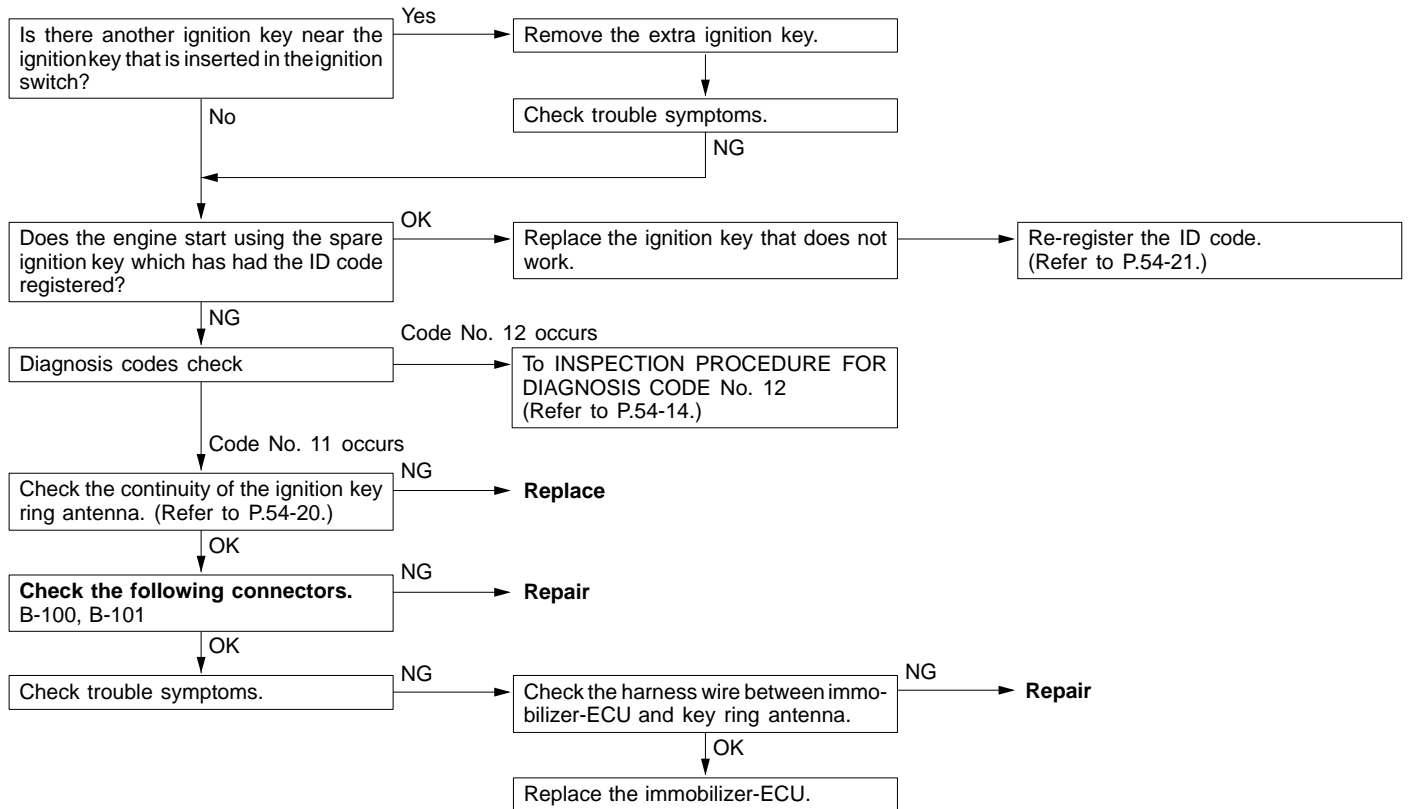 Is there another ignition key near the
ignition key that is inserted in the ignition
switch?
Yes
Remove the extra ignition key.
Check trouble symptoms.
No
NG
Does the engine start using the spare
ignition key which has had the ID code
registered?
OK
Replace the ignition key that does not
work.
Re-register the ID code.
(Refer to P.54-21.)
NG
Diagnosis codes check
Code No. 12 occurs
To INSPECTION PROCEDURE FOR
DIAGNOSIS CODE No. 12
(Refer to P.54-14.)
Code No. 11 occurs
Check the continuity of the ignition key
ring antenna. (Refer to P.54-20.)
NG
Replace
OK
Check the following connectors.
B-100, B-101
NG
Repair
OK
Check trouble symptoms.
NG
Check the harness wire between immo-
bilizer-ECU and key ring antenna.
NG
Repair
OK
Replace the immobilizer-ECU.